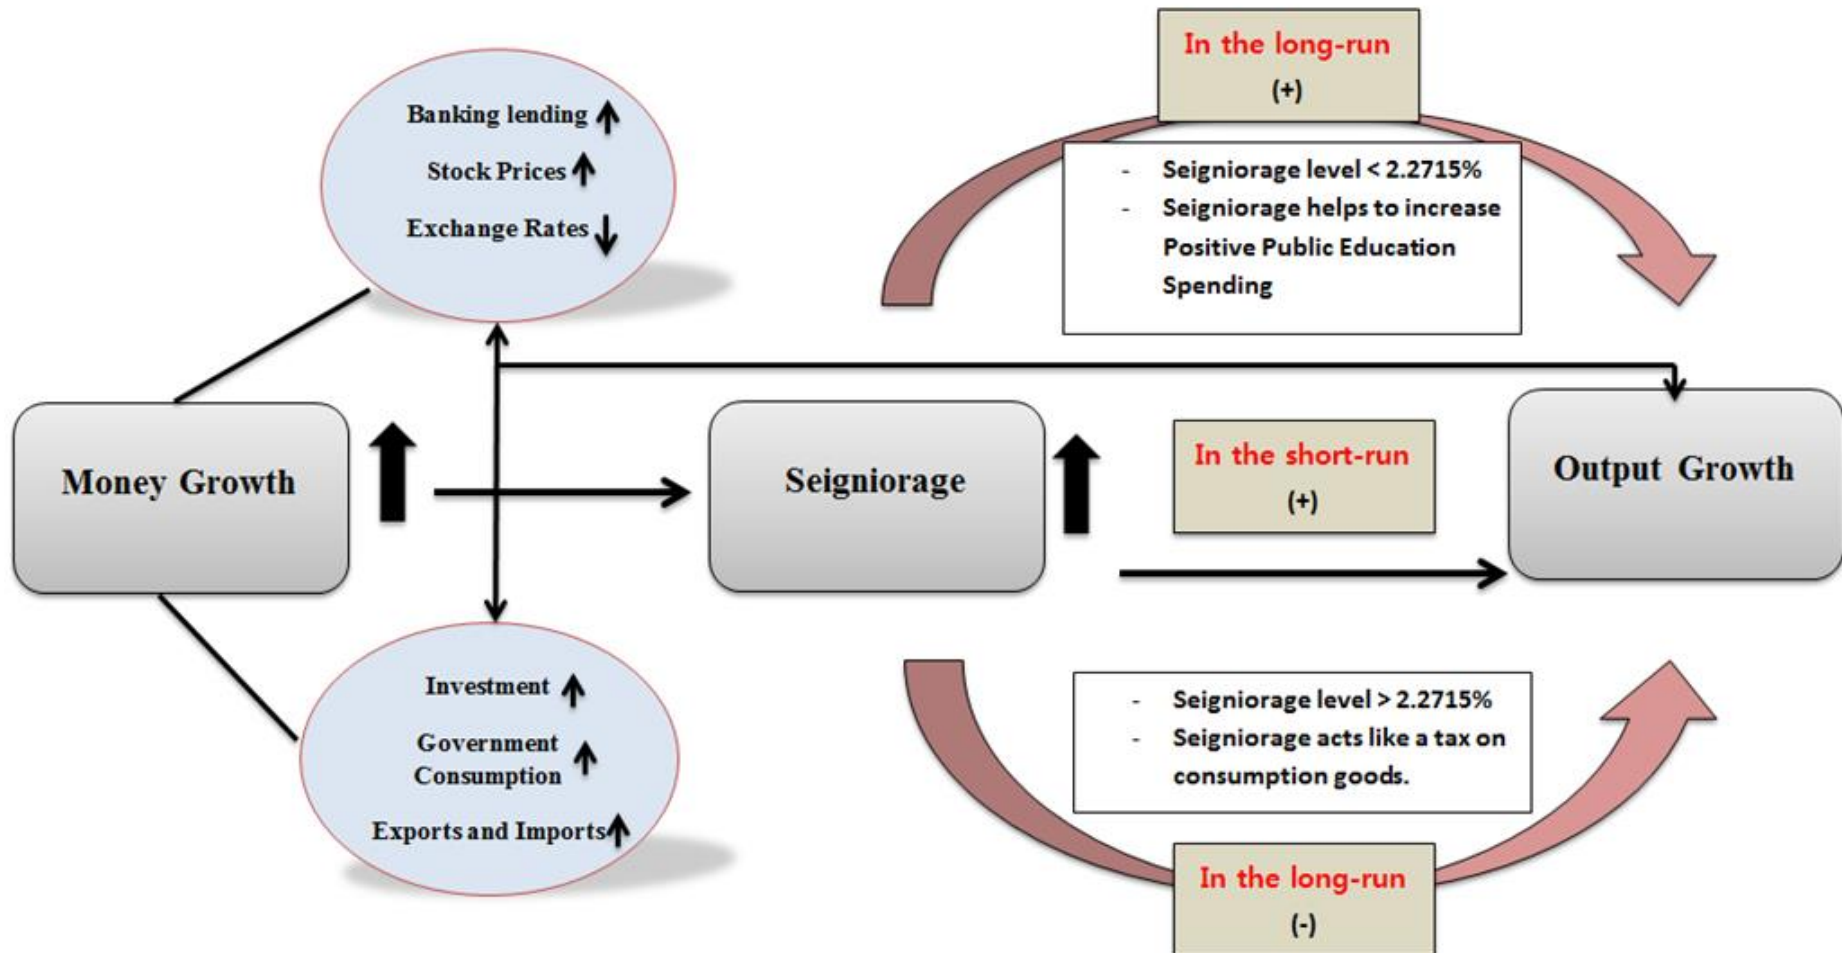 Banking lending
Stock Prices
Exchange Rates
Money Growth
Investment
Government
Consumption
Exports and Imports
Seigniorage
In the long-run
(+)
- Seigniorage level < 2.2715%
- Seigniorage helps to increase
Positive Public Education
Spending
In the short-run
(+)
Output Growth
- Seigniorage level > 2.2715%
- Seigniorage acts like a tax on
consumption goods.
In the long-run
(-)